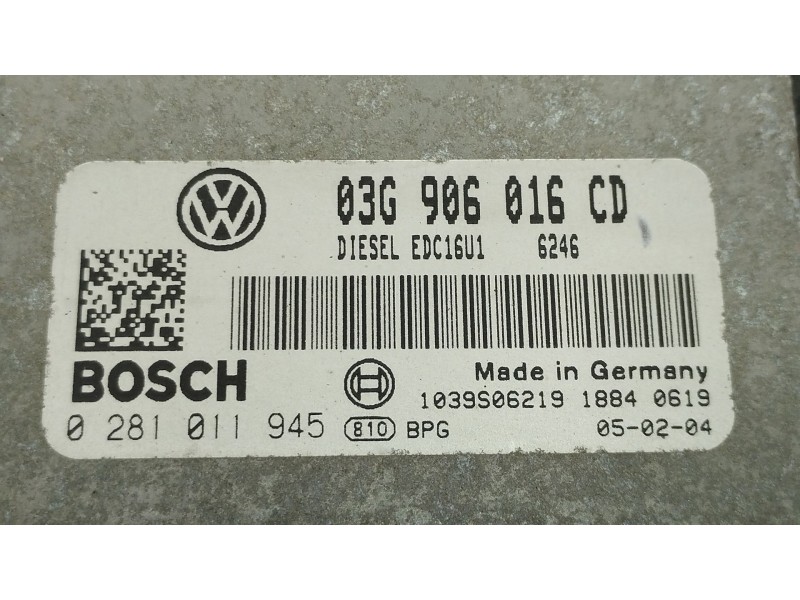 VW
03G 906 016 CD
DIESEL EDC16U1 6246
BOSCH
Made in Germany
1039S06219 1884 0619
0 281 011 945 810 BPG 05-02-04